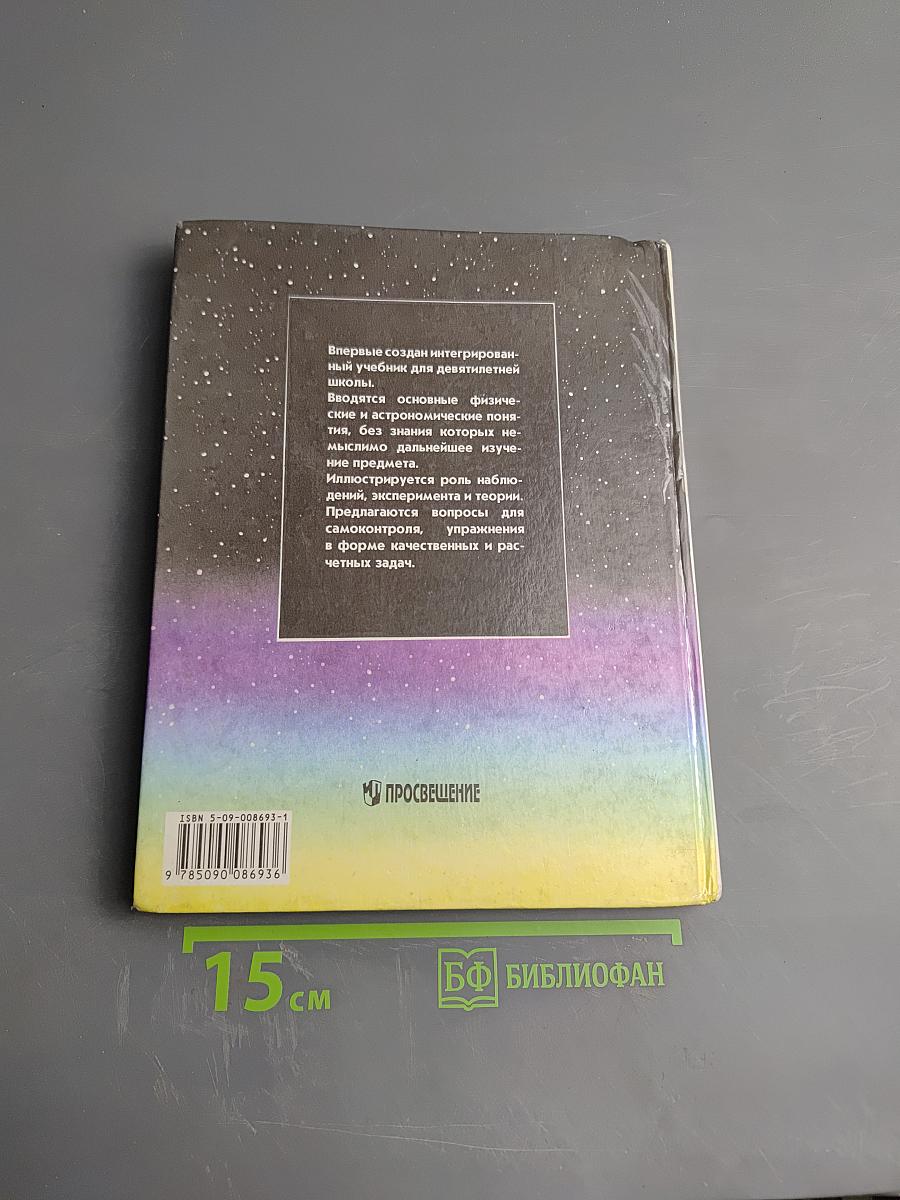 Впервые создан интегрирован-
ный учебник для девятилетней
школы.
Вводятся основные физиче-
ские и астрономические поня-
тия, без знания которых не-
мыслимо дальнейшее изуче-
ние предмета.
Иллюстрируется роль наблю-
дений, эксперимента и теории.
Предлагаются вопросы для
самоконтроля, упражнения
в форме качественных и рас-
четных задач.
ПРОСВЕЩЕНИЕ
ISBN 5-09-008693-1
9 785090 086936
15 см
БФ БИБЛИОФАН